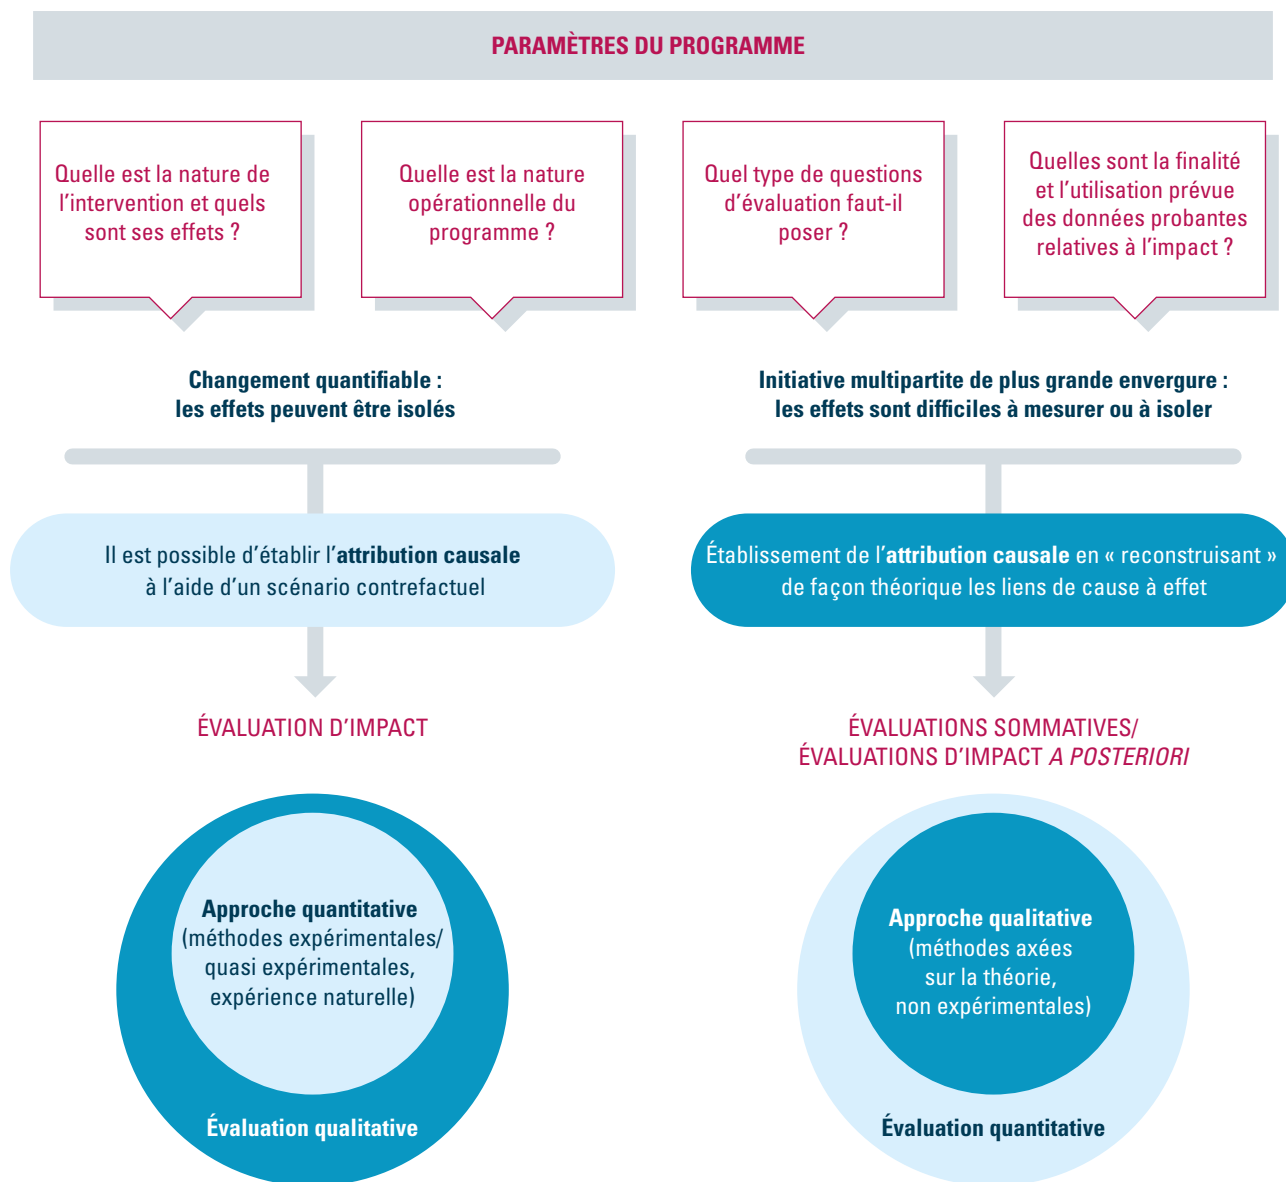 PARAMÈTRES DU PROGRAMME
Quelle est la nature de
l’intervention et quels
sont ses effets ?
Quelle est la nature
opérationnelle du
programme ?
Quel type de questions
d’évaluation faut-il
poser ?
Quelles sont la finalité
et l’utilisation prévue
des données probantes
relatives à l’impact ?
Changement quantifiable :
les effets peuvent être isolés
Initiative multipartite de plus grande envergure :
les effets sont difficiles à mesurer ou à isoler
Il est possible d’établir l’attribution causale
à l’aide d’un scénario contrefactuel
Établissement de l’attribution causale en « reconstruisant »
de façon théorique les liens de cause à effet
ÉVALUATION D’IMPACT
ÉVALUATIONS SOMMATIVES/
ÉVALUATIONS D’IMPACT A POSTERIORI
Approche quantitative
(méthodes expérimentales/
quasi expérimentales,
expérience naturelle)
Évaluation qualitative
Approche qualitative
(méthodes axées
sur la théorie,
non expérimentales)
Évaluation quantitative